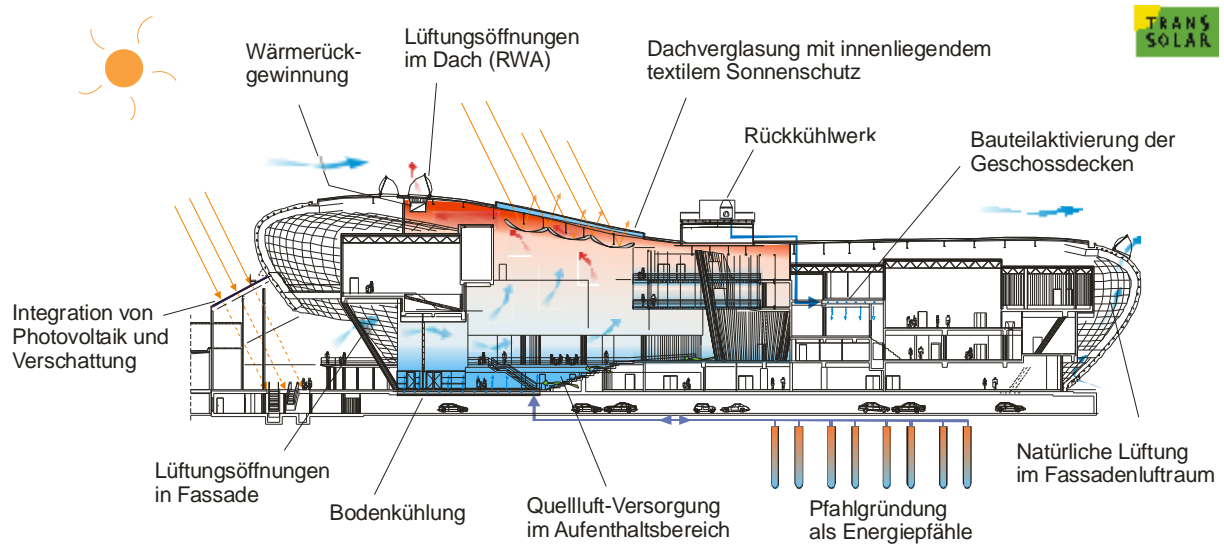 TRANS
SOLAR
Wärmerück-
gewinnung
Lüftungsöffnungen
im Dach (RWA)
Dachverglasung mit innenliegendem
textilem Sonnenschutz
Rückkühlwerk
Bauteilaktivierung der
Geschossdecken
Integration von
Photovoltaik und
Verschattung
Lüftungsöffnungen
in Fassade
Bodenkühlung
Quellluft-Versorgung
im Aufenthaltsbereich
Pfahlgründung
als Energiepfähle
Natürliche Lüftung
im Fassadenluftraum